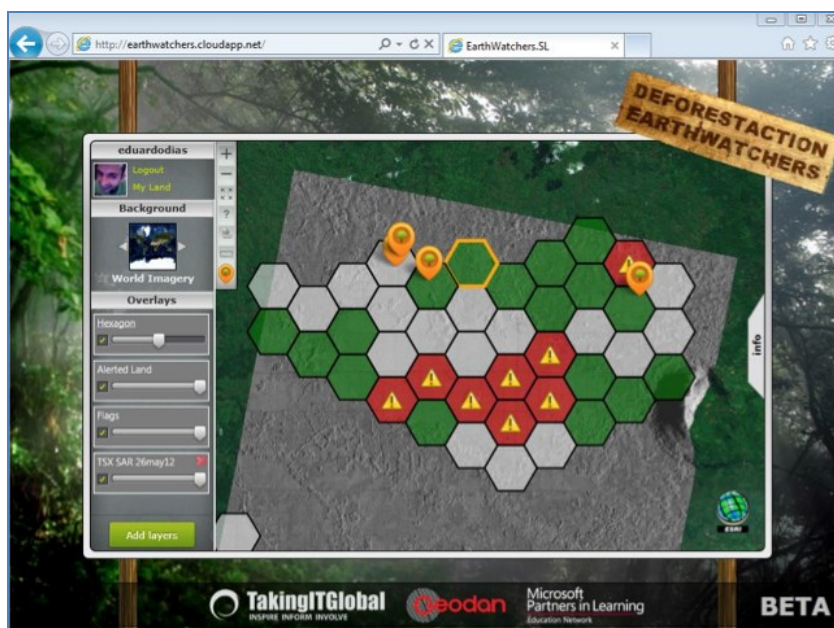 http://earthwatchers.cloudapp.net/
EarthWatchers.SL
DEFORESTACTION
EARTHWATCHERS
eduardodias
Logout
My Land
Background
World Imagery
Overlays
Hexagon
Alerted Land
Flags
TSX SAR 26may12
Add layers
info
ESRI
TakingITGlobal
INSPIRE INFORM INVOLVE
Geodan
Microsoft
Partners in Learning
Education Network
BETA